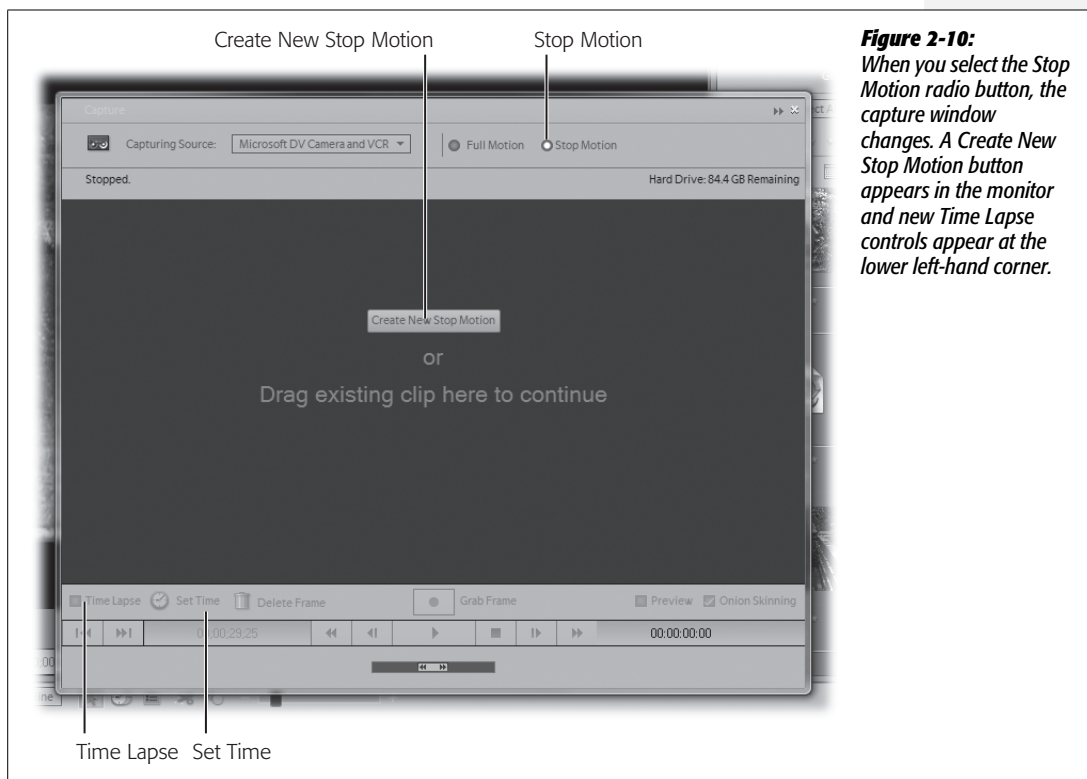 Create New Stop Motion
Stop Motion
Capture
Capturing Source:
Microsoft DV Camera and VCR
Full Motion
Stop Motion
Stopped.
Hard Drive: 84.4 GB Remaining
Create New Stop Motion
or
Drag existing clip here to continue
Time Lapse
Set Time
Delete Frame
Grab Frame
Preview
Onion Skinning
00;00;29;25
00:00:00:00
Time Lapse
Set Time
Figure 2-10:
When you select the Stop
Motion radio button, the
capture window
changes. A Create New
Stop Motion button
appears in the monitor
and new Time Lapse
controls appear at the
lower left-hand corner.